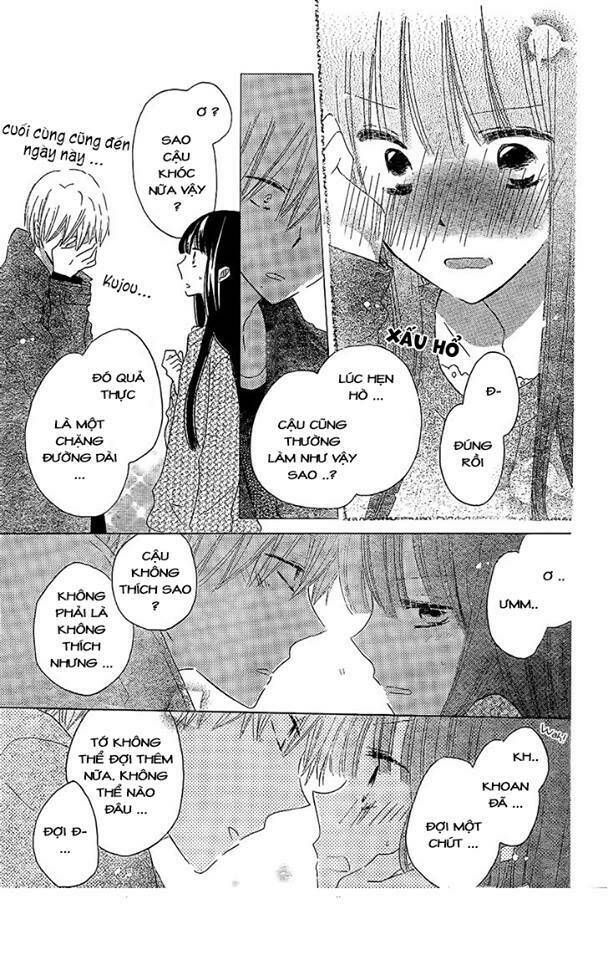 XẤU HỔ
Đ-
ĐÚNG
RỒI
LÚC HẸN
HÒ ...
CẬU CŨNG
THƯỜNG
LÀM NHƯ VẬY
SAO ..?
Ơ ?
SAO
CẬU
KHÓC
NỮA VẬY
?
cuối cùng cũng đến
ngày này ...
Kujou...
ĐÓ QUẢ
THỰC
LÀ MỘT
CHẶNG
ĐƯỜNG DÀI
...
Ơ ..
ƯMM..
CẬU
KHÔNG
THÍCH SAO
?
KHÔNG
PHẢI LÀ
KHÔNG
THÍCH
NHƯNG ...
Wak!
KH..
KHOAN
ĐÃ ...
ĐỢI MỘT
CHÚT ...
TỚ KHÔNG
THỂ ĐỢI THÊM
NỮA. KHÔNG
THỂ NÀO
ĐÂU ...
ĐỢI Đ-
...